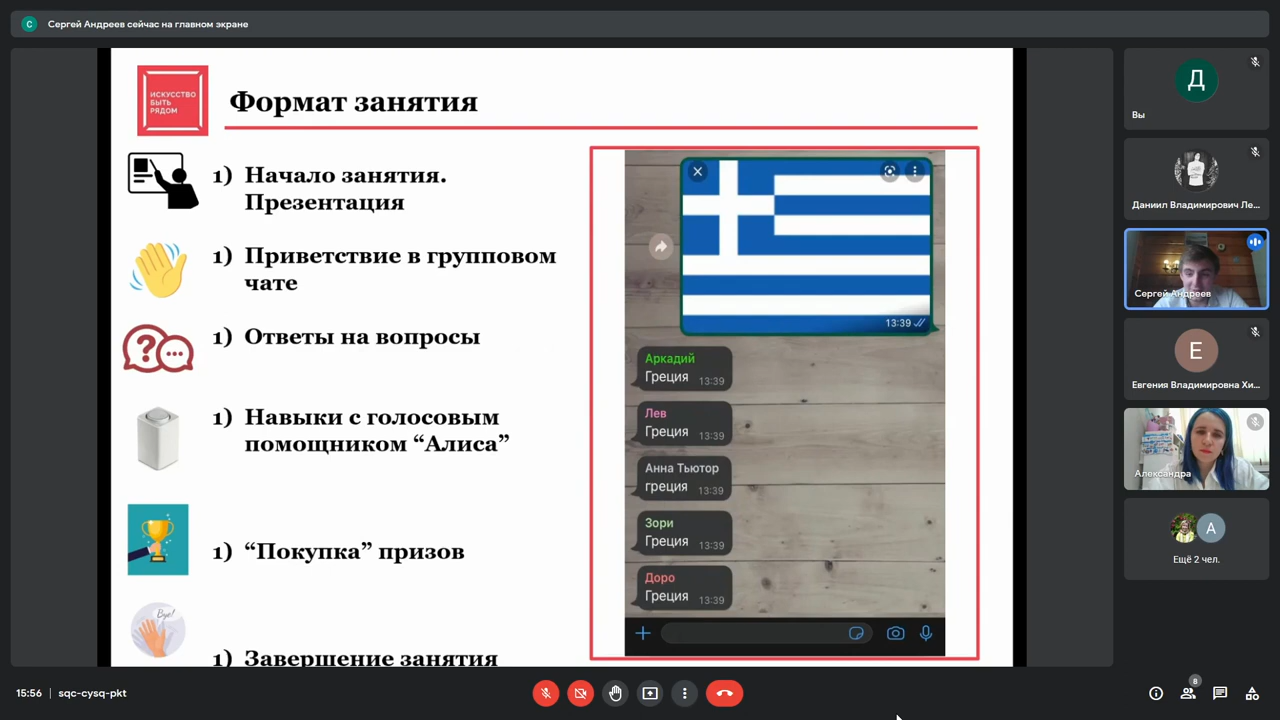 С
Сергей Андреев сейчас на главном экране
ИСКУССТВО
БЫТЬ
РЯДОМ
Формат занятия
1) Начало занятия.
Презентация
1) Приветствие в групповом
чате
1) Ответы на вопросы
1) Навыки с голосовым
помощником “Алиса”
1) “Покупка” призов
Bye!
1) Завершение занятия
13:39
Аркадий
Греция 13:39
Лев
Греция 13:39
Анна Тьютор
греция 13:39
Зори
Греция 13:39
Доро
Греция 13:39
Д
Вы
Даниил Владимирович Ле...
Сергей Андреев
Е
Евгения Владимировна Хи...
Александра
А
Ещё 2 чел.
15:56 | sqc-cysq-pkt
8